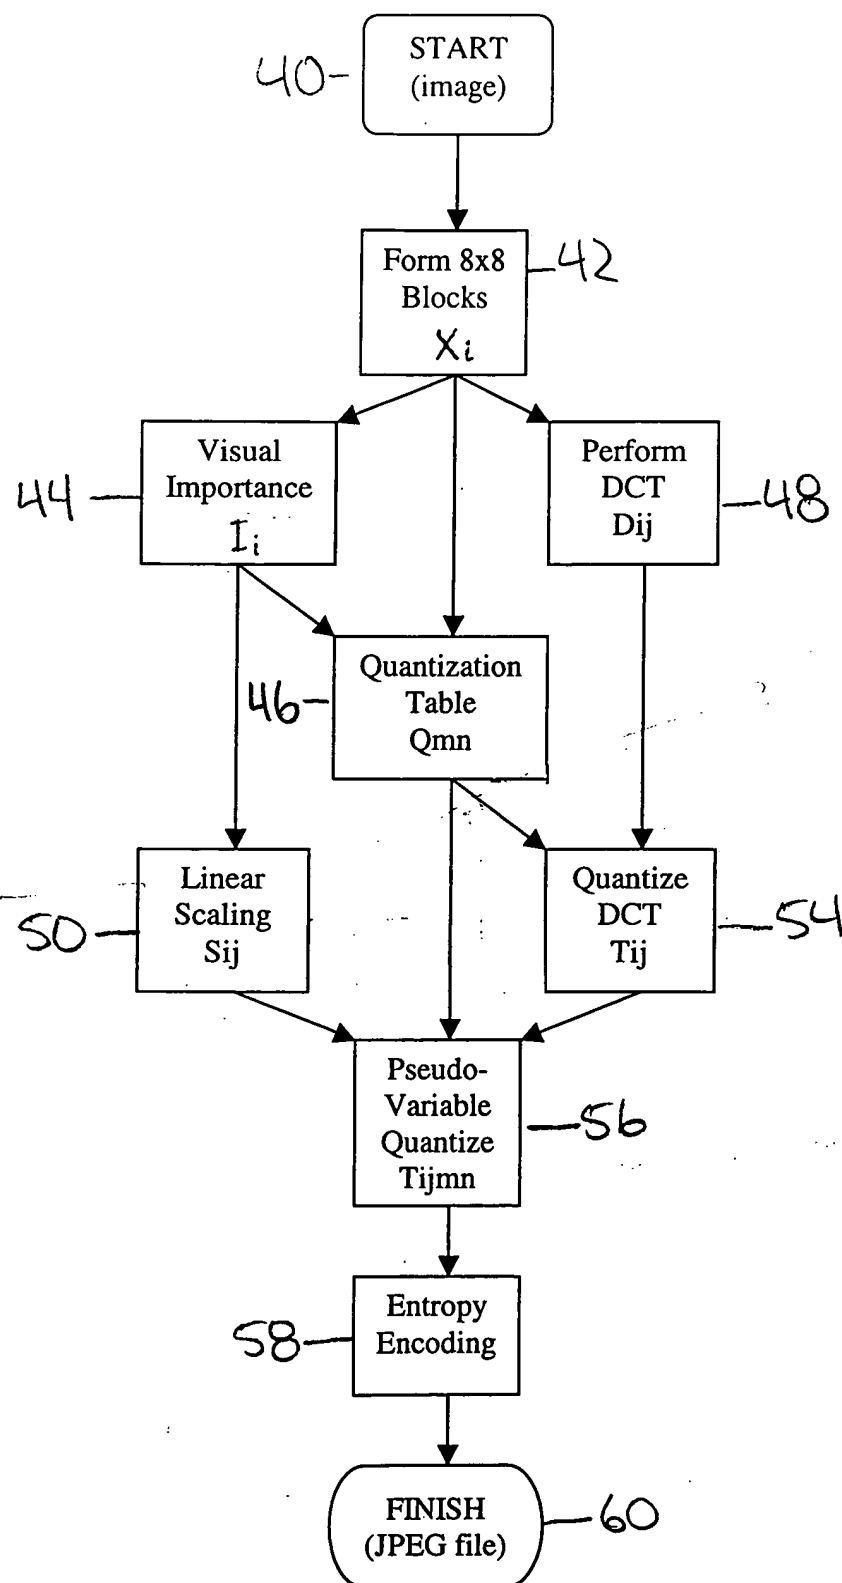 START
(image)
40
Form 8x8
Blocks
Xi
42
Visual
Importance
Ii
44
Perform
DCT
Dij
48
Quantization
Table
Qmn
46
Linear
Scaling
Sij
50
Quantize
DCT
Tij
54
Pseudo-
Variable
Quantize
Tijmn
56
Entropy
Encoding
58
FINISH
(JPEG file)
60